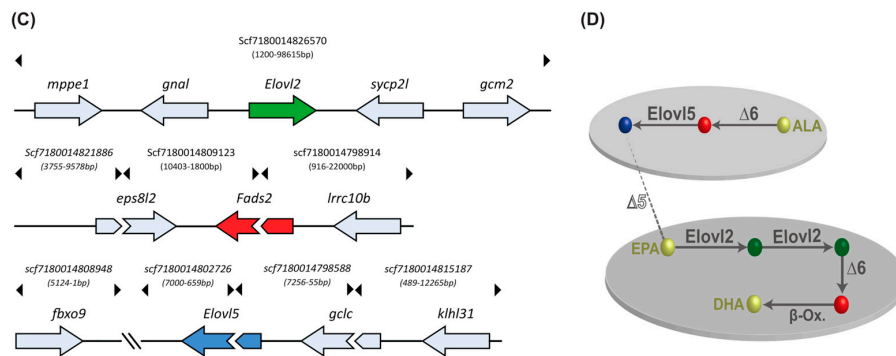 (C)
Scf7180014826570
(1200-98615bp)
mppe1 gnal Elovl2 sycp2l gcm2
Scf7180014821886 Scf7180014809123 scf7180014798914
(3755-9578bp) (10403-1800bp) (916-22000bp)
eps8l2 Fads2 lrrc10b
scf7180014808948 scf7180014802726 scf7180014798588 scf7180014815187
(5124-1bp) (7000-659bp) (7256-55bp) (489-12265bp)
fbxo9 Elovl5 gclc klhl31
(D)
Elovl5 Δ6
ALA
Δ5
EPA Elovl2 Elovl2
Δ6
DHA
β-Ox.